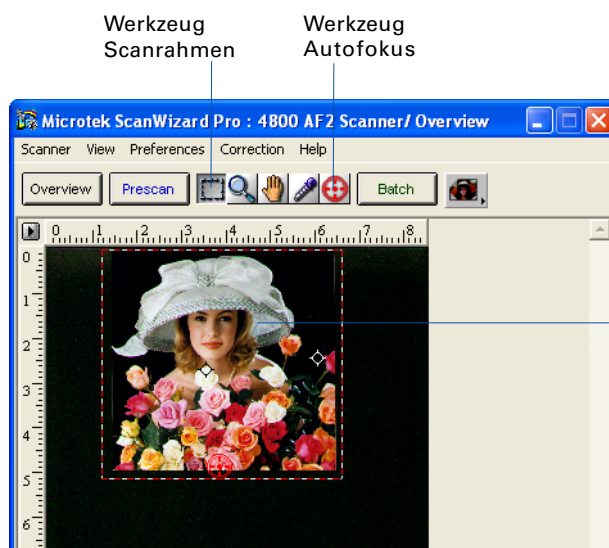 Werkzeug
Scanrahmen
Werkzeug
Autofokus
Microtek ScanWizard Pro : 4800 AF2 Scanner/ Overview
Scanner View Preferences Correction Help
Overview Prescan Batch
0 1 2 3 4 5 6 7 8
0
1
2
3
4
5
6